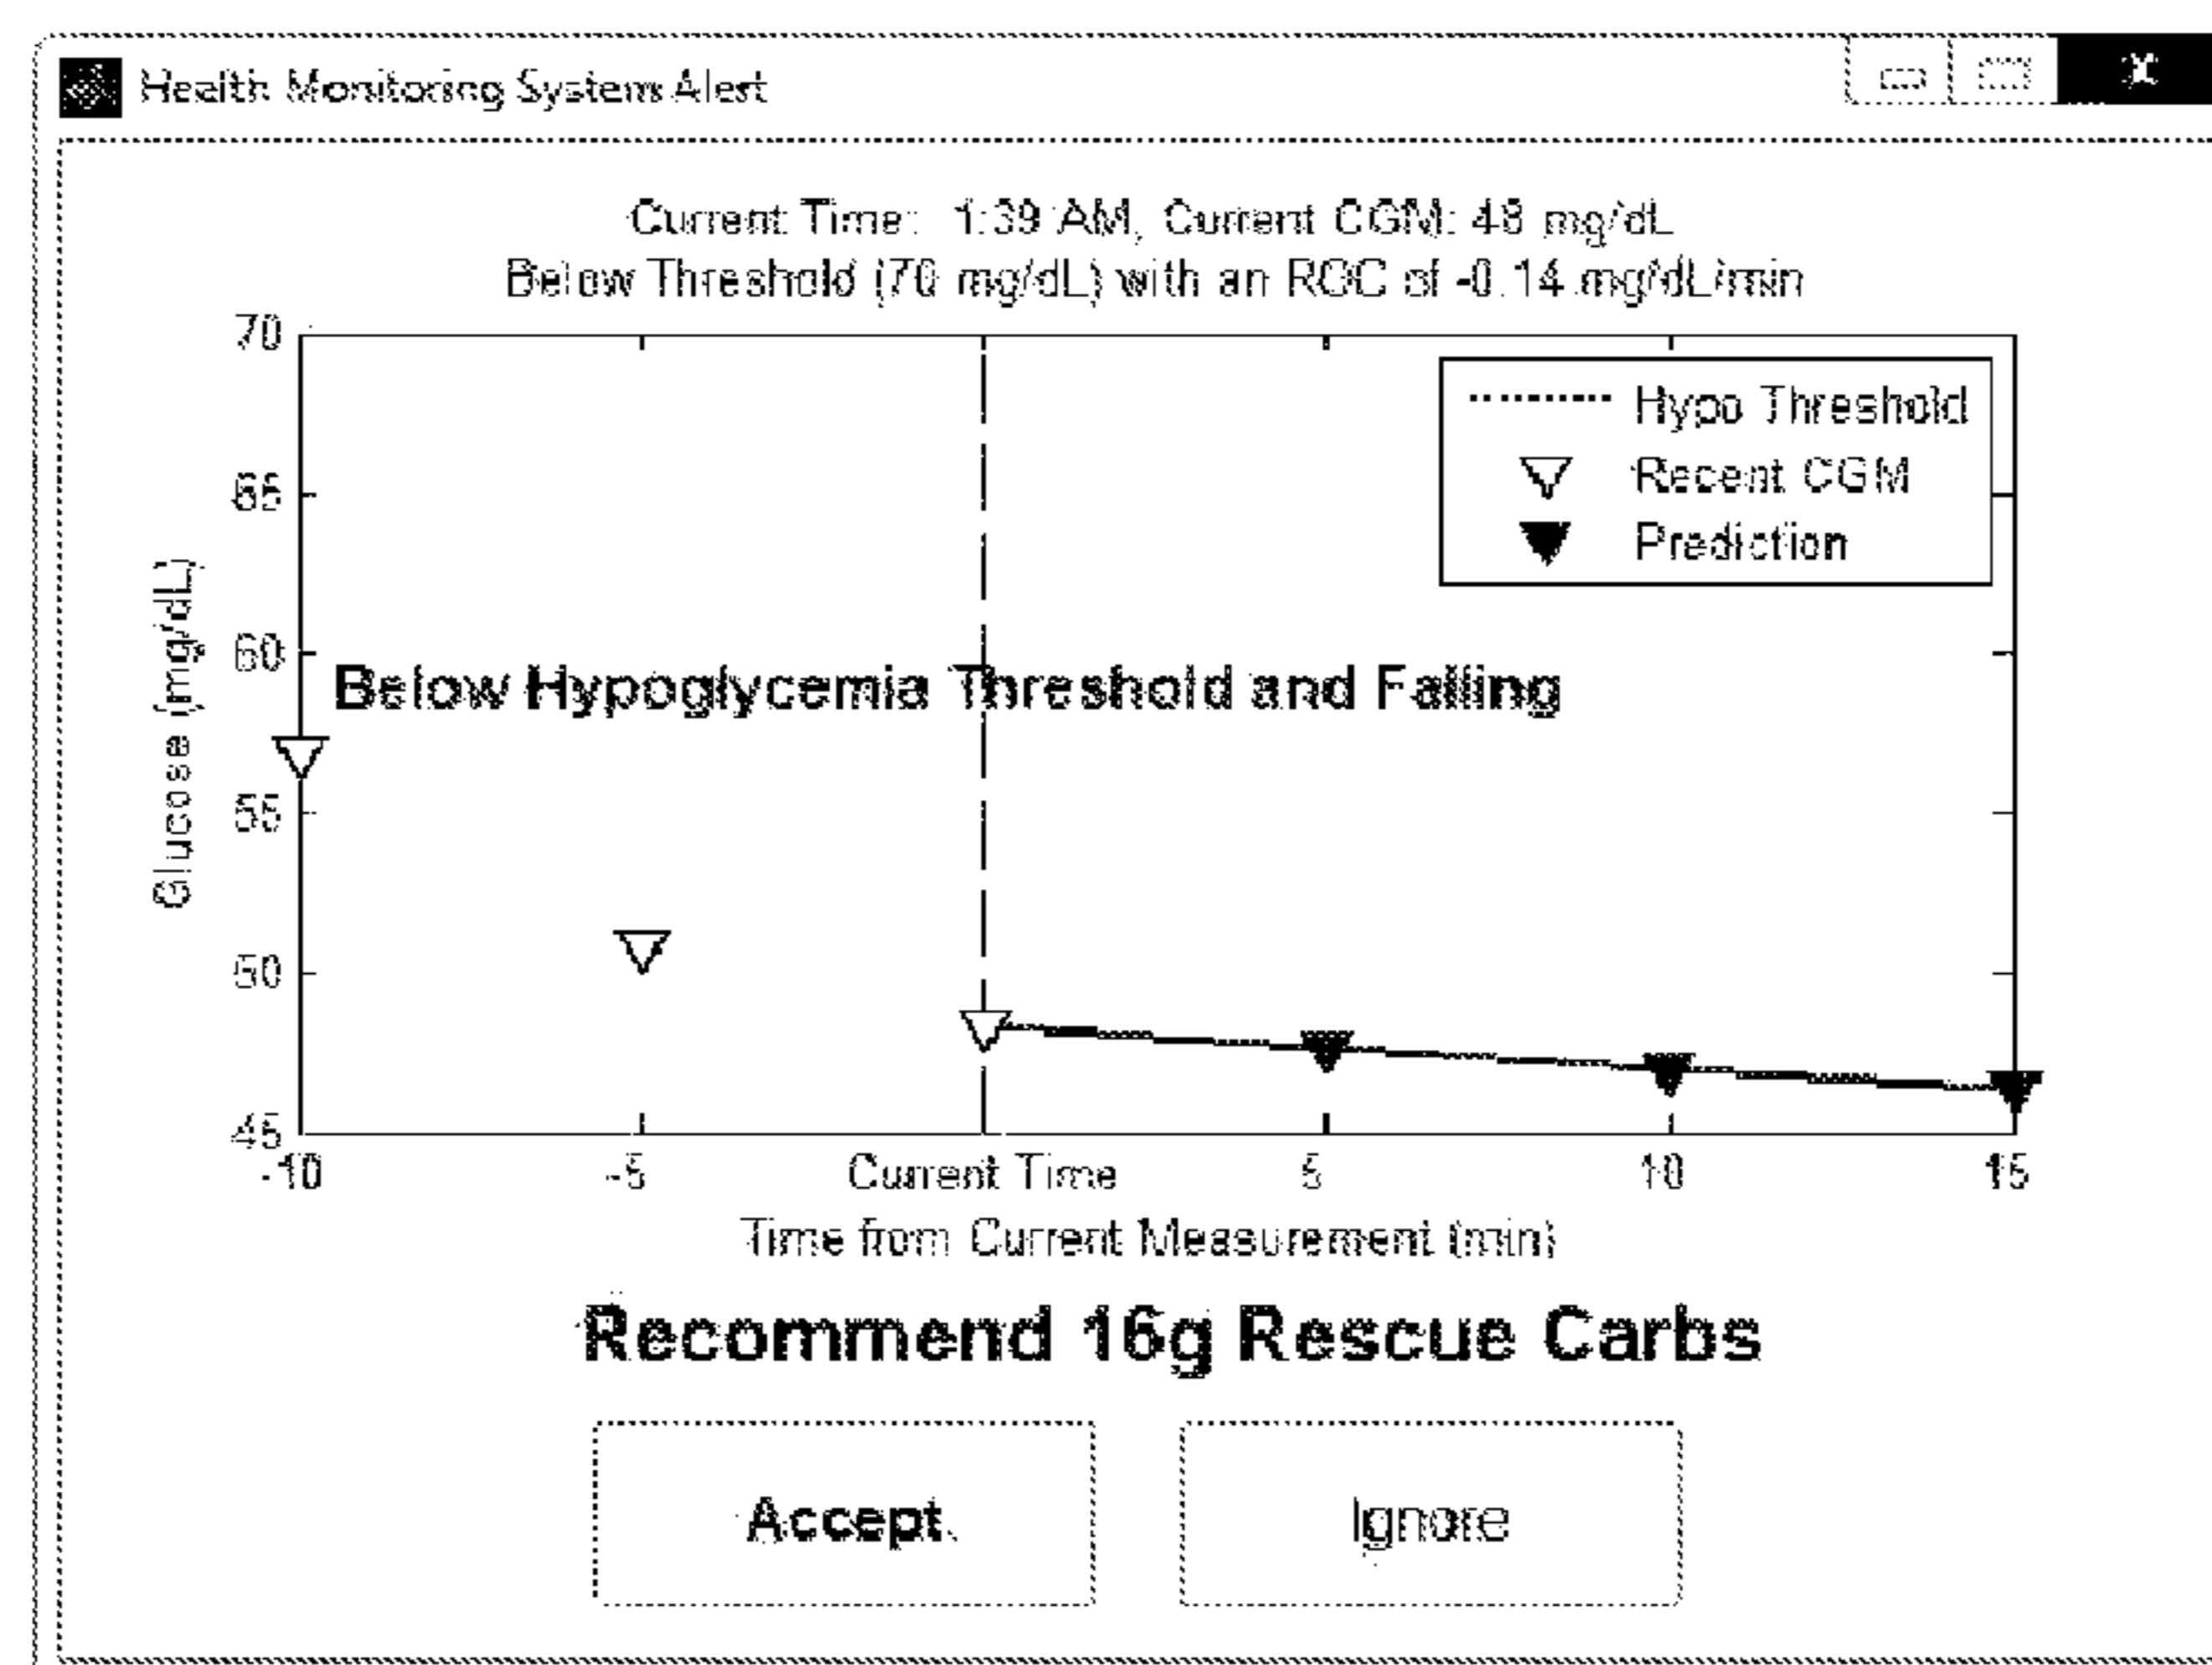 Health Monitoring System Alert
x
Current Time: 1:39 AM, Current CGM: 48 mg/dL
Below Threshold (70 mg/dL) with an ROC of -0.14 mg/dL/min
70
65
60
55
50
45
Glucose (mg/dL)
Hypo Threshold
Recent CGM
Prediction
Below Hypoglycemia Threshold and Falling
-10 -5 Current Time 5 10 15
Time from Current Measurement (min)
Recommend 16g Rescue Carbs
Accept Ignore